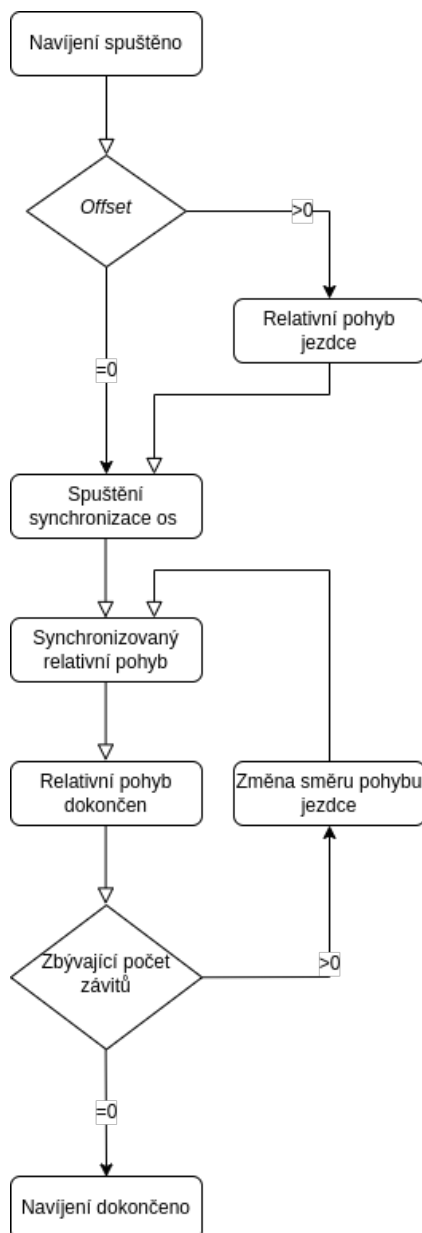 Navíjení spuštěno
Offset
>0
Relativní pohyb
jezdce
=0
Spuštění
synchronizace os
Synchronizovaný
relativní pohyb
Relativní pohyb
dokončen
Změna směru pohybu
jezdce
Zbývající počet
závitů
>0
=0
Navíjení dokončeno